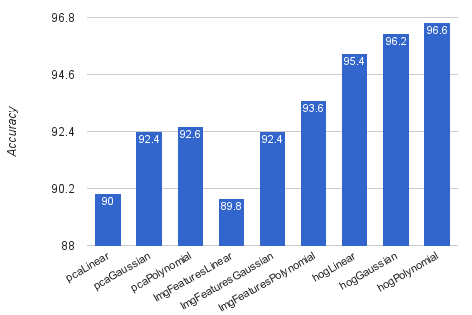 96.8
94.6
92.4
90.2
88
Accuracy
90
92.4
92.6
89.8
92.4
93.6
95.4
96.2
96.6
pcaLinear
pcaGaussian
pcaPolynomial
ImgFeaturesLinear
ImgFeaturesGaussian
ImgFeaturesPolynomial
hogLinear
hogGaussian
hogPolynomial